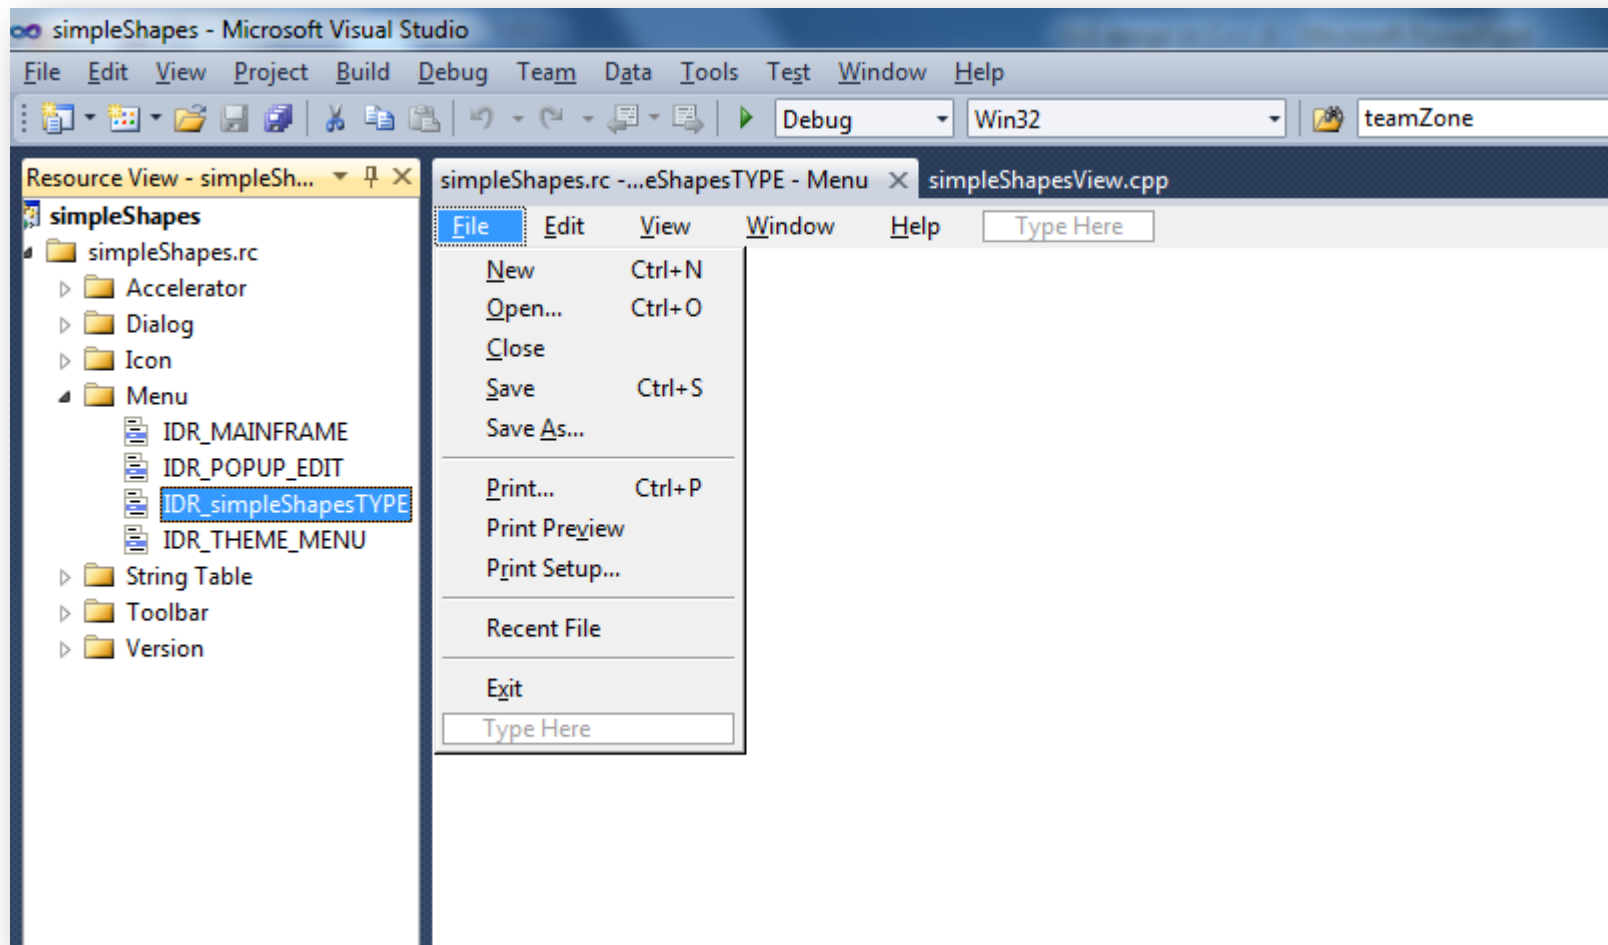 simpleShapes - Microsoft Visual Studio
File Edit View Project Build Debug Team Data Tools Test Window Help
Debug Win32 teamZone
Resource View - simpleSh...
simpleShapes.rc -...eShapesTYPE - Menu
simpleShapesView.cpp
simpleShapes
simpleShapes.rc
Accelerator
Dialog
Icon
Menu
IDR_MAINFRAME
IDR_POPUP_EDIT
IDR_simpleShapesTYPE
IDR_THEME_MENU
String Table
Toolbar
Version
File Edit View Window Help Type Here
New Ctrl+N
Open... Ctrl+O
Close
Save Ctrl+S
Save As...
Print... Ctrl+P
Print Preview
Print Setup...
Recent File
Exit
Type Here